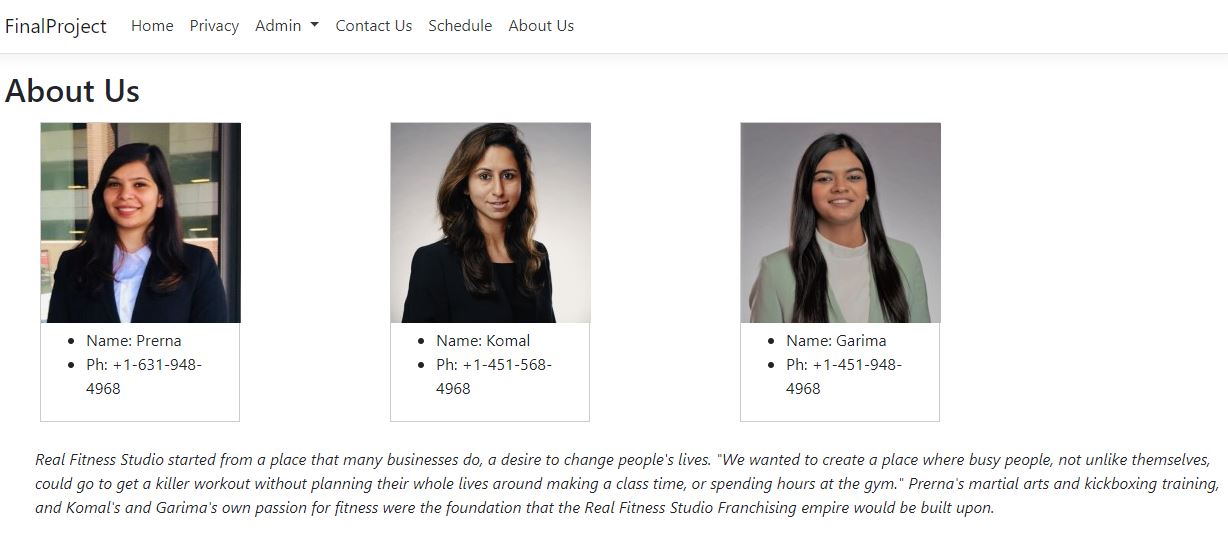 FinalProject Home Privacy Admin Contact Us Schedule About Us
About Us
Name: Prerna
Ph: +1-631-948-
4968
Name: Komal
Ph: +1-451-568-
4968
Name: Garima
Ph: +1-451-948-
4968
Real Fitness Studio started from a place that many businesses do, a desire to change people's lives. "We wanted to create a place where busy people, not unlike themselves,
could go to get a killer workout without planning their whole lives around making a class time, or spending hours at the gym." Prerna's martial arts and kickboxing training,
and Komal's and Garima's own passion for fitness were the foundation that the Real Fitness Studio Franchising empire would be built upon.